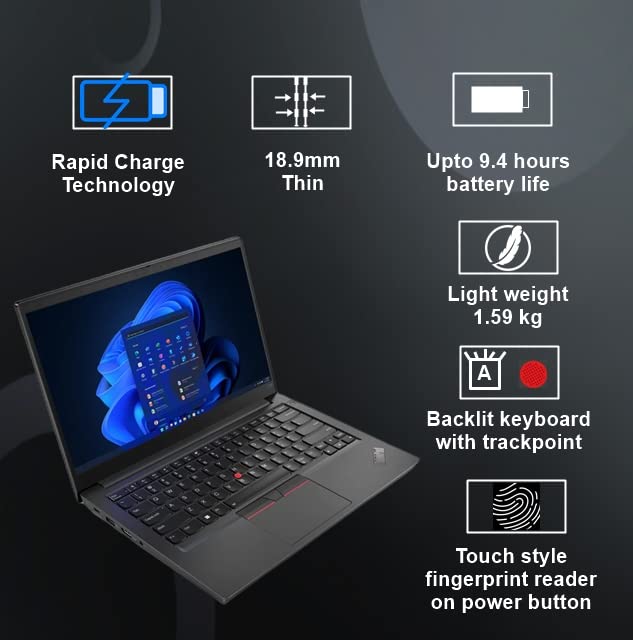 Rapid Charge
Technology
18.9mm
Thin
Upto 9.4 hours
battery life
Light weight
1.59 kg
A
Backlit keyboard
with trackpoint
Touch style
fingerprint reader
on power button